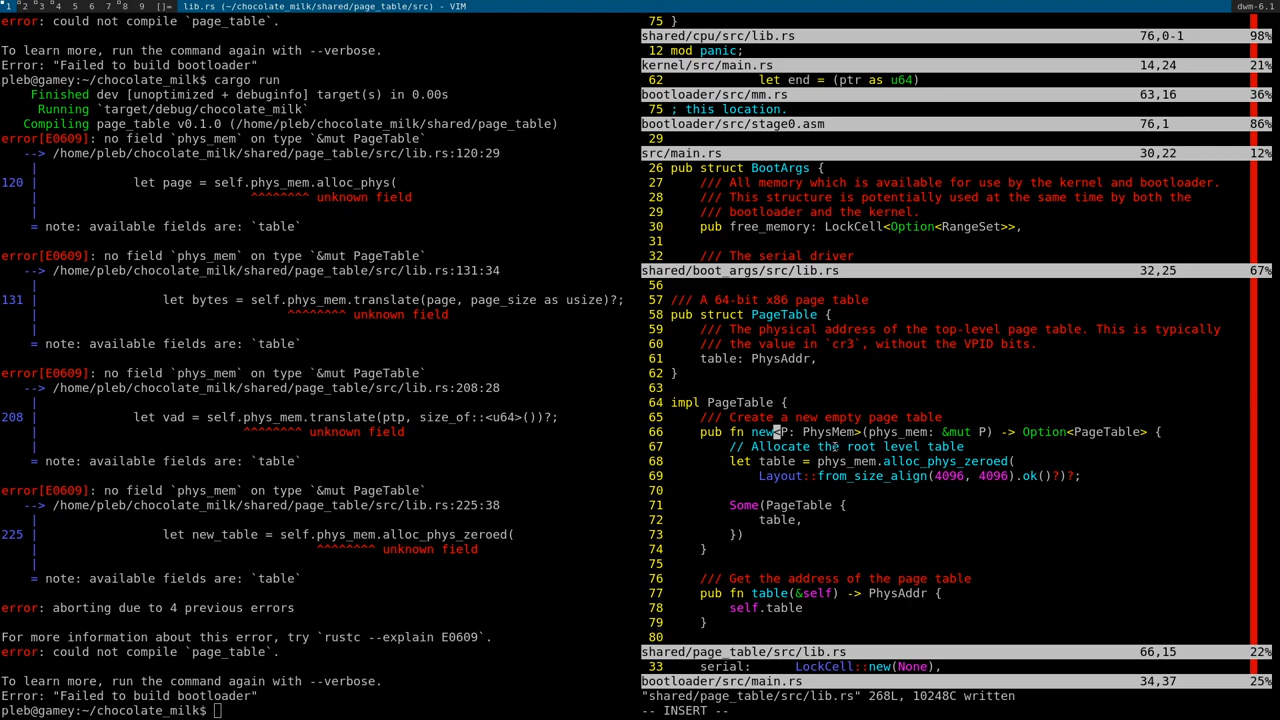 1 2 3 4 5 6 7 8 9 []= lib.rs (~/chocolate_milk/shared/page_table/src) - VIM dwm-6.1
error: could not compile `page_table`.
To learn more, run the command again with --verbose.
Error: "Failed to build bootloader"
pleb@gamey:~/chocolate_milk$ cargo run
Finished dev [unoptimized + debuginfo] target(s) in 0.00s
Running `target/debug/chocolate_milk`
Compiling page_table v0.1.0 (/home/pleb/chocolate_milk/shared/page_table)
error[E0609]: no field `phys_mem` on type `&mut PageTable`
--> /home/pleb/chocolate_milk/shared/page_table/src/lib.rs:120:29
|
120 | let page = self.phys_mem.alloc_phys(
| ^^^^^^^^ unknown field
|
= note: available fields are: `table`
error[E0609]: no field `phys_mem` on type `&mut PageTable`
--> /home/pleb/chocolate_milk/shared/page_table/src/lib.rs:131:34
|
131 | let bytes = self.phys_mem.translate(page, page_size as usize)?;
| ^^^^^^^^ unknown field
|
= note: available fields are: `table`
error[E0609]: no field `phys_mem` on type `&mut PageTable`
--> /home/pleb/chocolate_milk/shared/page_table/src/lib.rs:208:28
|
208 | let vad = self.phys_mem.translate(ptp, size_of::<u64>())?;
| ^^^^^^^^ unknown field
|
= note: available fields are: `table`
error[E0609]: no field `phys_mem` on type `&mut PageTable`
--> /home/pleb/chocolate_milk/shared/page_table/src/lib.rs:225:38
|
225 | let new_table = self.phys_mem.alloc_phys_zeroed(
| ^^^^^^^^ unknown field
|
= note: available fields are: `table`
error: aborting due to 4 previous errors
For more information about this error, try `rustc --explain E0609`.
error: could not compile `page_table`.
To learn more, run the command again with --verbose.
Error: "Failed to build bootloader"
pleb@gamey:~/chocolate_milk$
75 }
shared/cpu/src/lib.rs 76,0-1 98%
12 mod panic;
kernel/src/main.rs 14,24 21%
62 let end = (ptr as u64)
bootloader/src/mm.rs 63,16 36%
75 ; this location.
bootloader/src/stage0.asm 76,1 86%
29
src/main.rs 30,22 12%
26 pub struct BootArgs {
27 /// All memory which is available for use by the kernel and bootloader.
28 /// This structure is potentially used at the same time by both the
29 /// bootloader and the kernel.
30 pub free_memory: LockCell<Option<RangeSet>>,
31
32 /// The serial driver
shared/boot_args/src/lib.rs 32,25 67%
56
57 /// A 64-bit x86 page table
58 pub struct PageTable {
59 /// The physical address of the top-level page table. This is typically
60 /// the value in `cr3`, without the VPID bits.
61 table: PhysAddr,
62 }
63
64 impl PageTable {
65 /// Create a new empty page table
66 pub fn new<P: PhysMem>(phys_mem: &mut P) -> Option<PageTable> {
67 // Allocate the root level table
68 let table = phys_mem.alloc_phys_zeroed(
69 Layout::from_size_align(4096, 4096).ok()?)?;
70
71 Some(PageTable {
72 table,
73 })
74 }
75
76 /// Get the address of the page table
77 pub fn table(&self) -> PhysAddr {
78 self.table
79 }
80
shared/page_table/src/lib.rs 66,15 22%
33 serial: LockCell::new(None),
bootloader/src/main.rs 34,37 25%
"shared/page_table/src/lib.rs" 268L, 10248C written
-- INSERT --